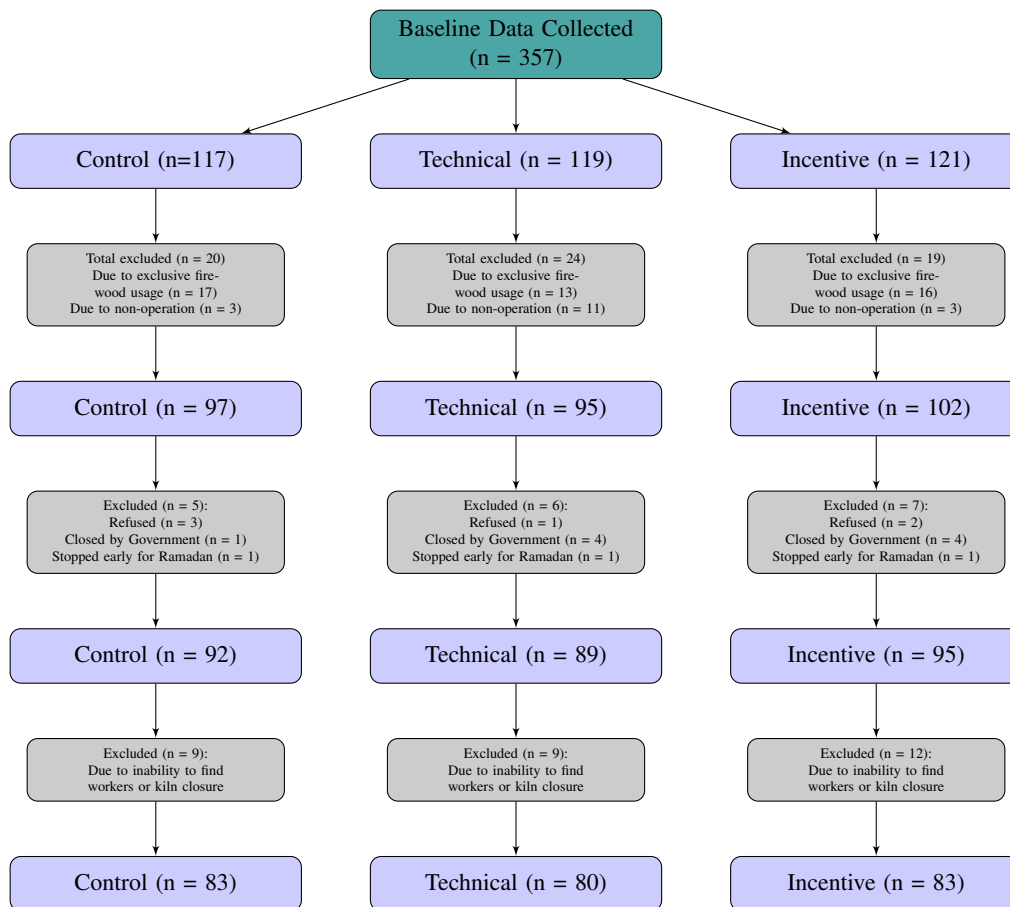 Baseline Data Collected
(n = 357)
Control (n=117)
Technical (n = 119)
Incentive (n = 121)
Total excluded (n = 20)
Due to exclusive fire-
wood usage (n = 17)
Due to non-operation (n = 3)
Total excluded (n = 24)
Due to exclusive fire-
wood usage (n = 13)
Due to non-operation (n = 11)
Total excluded (n = 19)
Due to exclusive fire-
wood usage (n = 16)
Due to non-operation (n = 3)
Control (n = 97)
Technical (n = 95)
Incentive (n = 102)
Excluded (n = 5):
Refused (n = 3)
Closed by Government (n = 1)
Stopped early for Ramadan (n = 1)
Excluded (n = 6):
Refused (n = 1)
Closed by Government (n = 4)
Stopped early for Ramadan (n = 1)
Excluded (n = 7):
Refused (n = 2)
Closed by Government (n = 4)
Stopped early for Ramadan (n = 1)
Control (n = 92)
Technical (n = 89)
Incentive (n = 95)
Excluded (n = 9):
Due to inability to find
workers or kiln closure
Excluded (n = 9):
Due to inability to find
workers or kiln closure
Excluded (n = 12):
Due to inability to find
workers or kiln closure
Control (n = 83)
Technical (n = 80)
Incentive (n = 83)